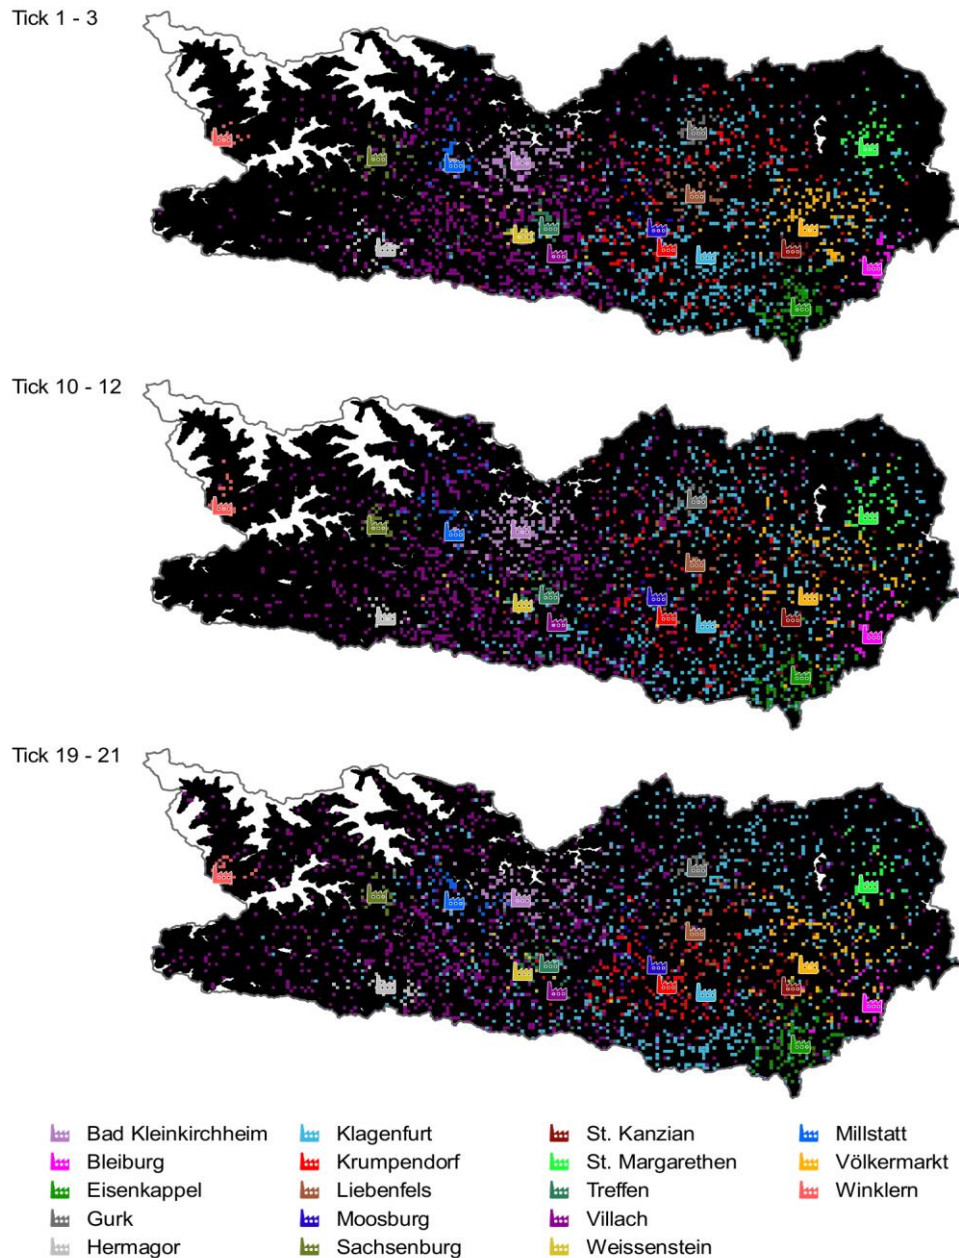 Tick 1 - 3
Tick 10 - 12
Tick 19 - 21
Bad Kleinkirchheim
Klagenfurt
St. Kanzian
Millstatt
Bleiburg
Krumpendorf
St. Margarethen
Völkermarkt
Eisenkappel
Liebenfels
Treffen
Winklern
Gurk
Moosburg
Villach
Hermagor
Sachsenburg
Weissenstein